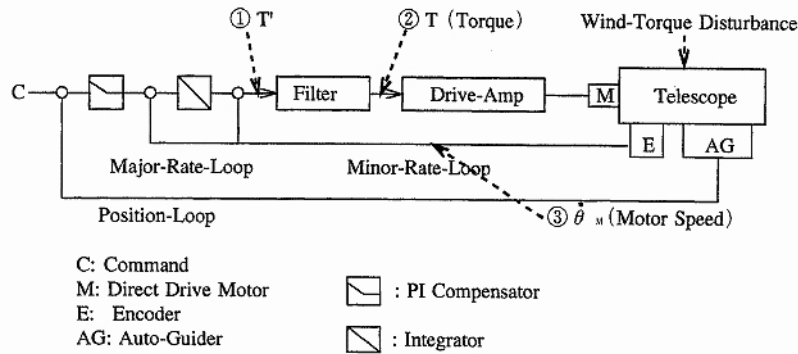 ① T' ② T (Torque) Wind-Torque Disturbance
C Filter Drive-Amp M Telescope
E AG
Major-Rate-Loop Minor-Rate-Loop
Position-Loop ③ θ̇ M (Motor Speed)
C: Command
M: Direct Drive Motor : PI Compensator
E: Encoder
AG: Auto-Guider : Integrator